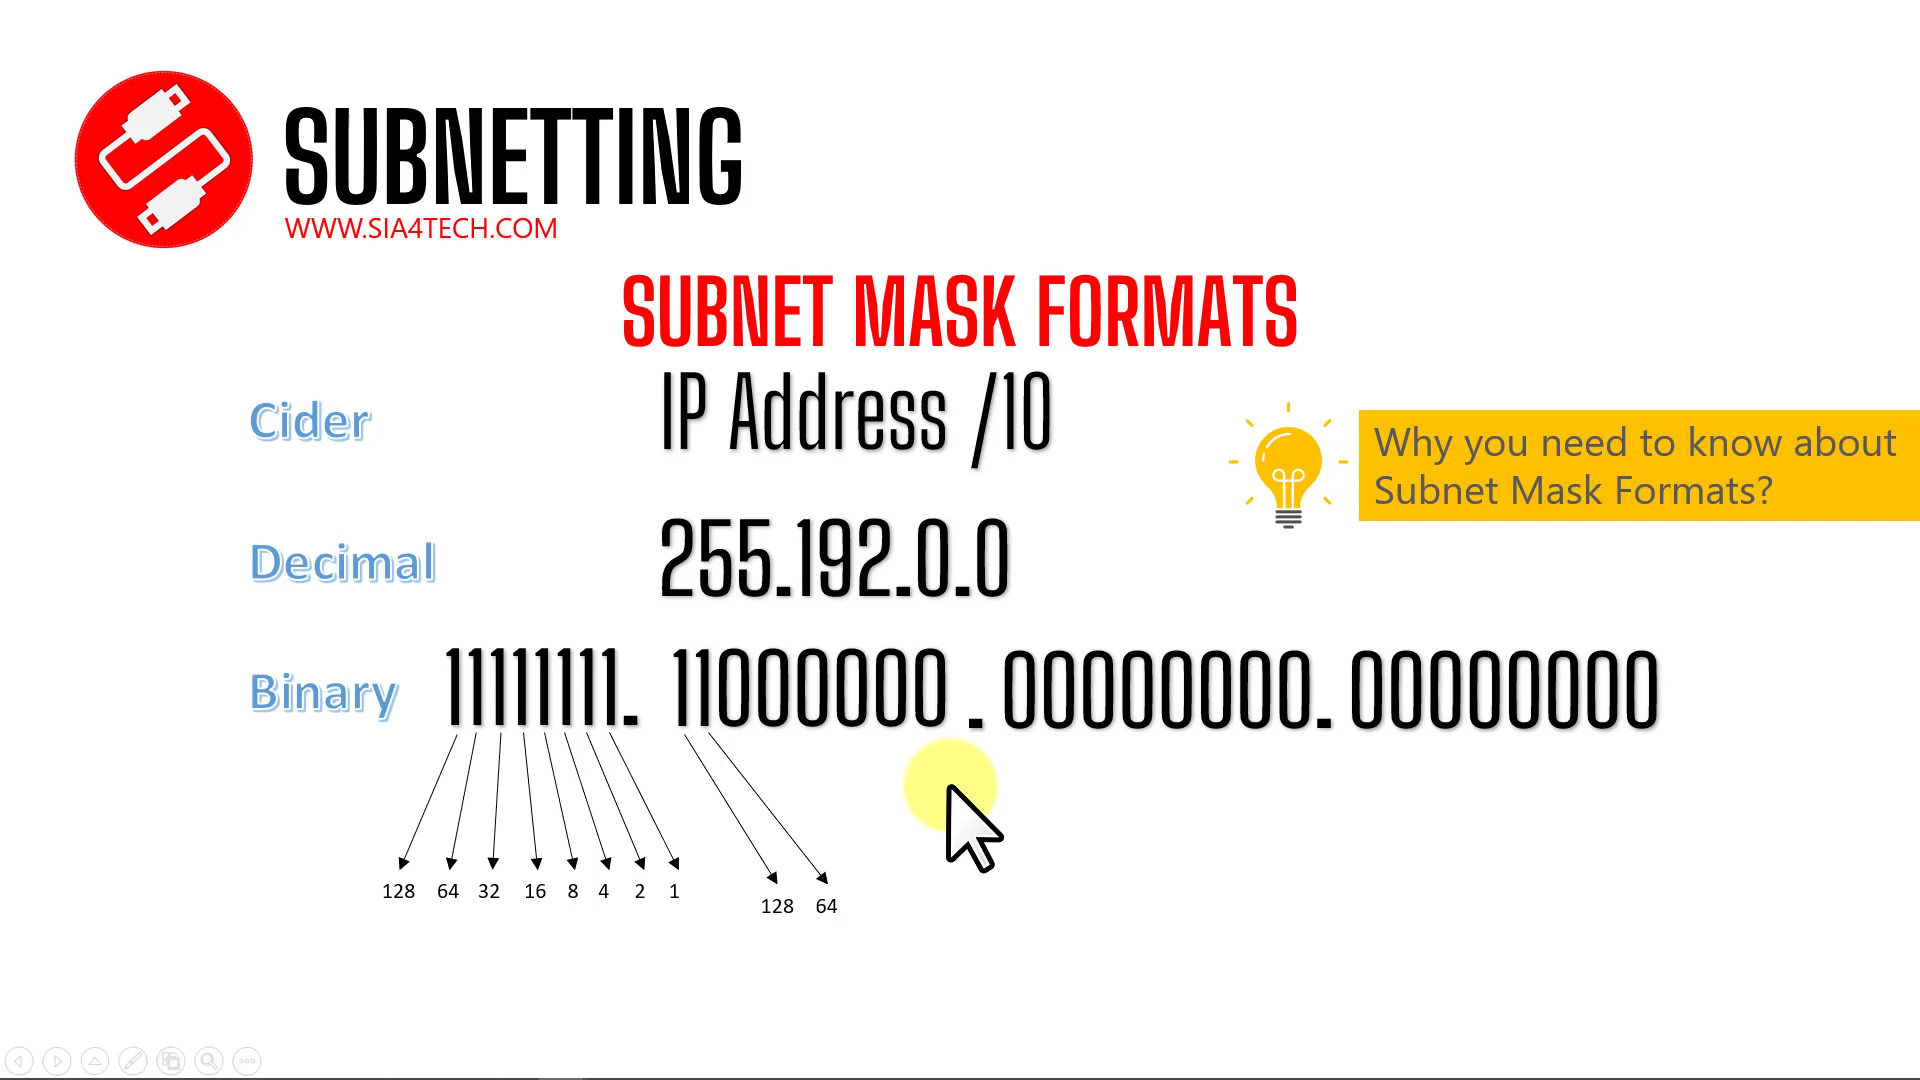 SUBNETTING
WWW.SIA4TECH.COM
SUBNET MASK FORMATS
Cider IP Address /10
Why you need to know about
Subnet Mask Formats?
Decimal 255.192.0.0
Binary 11111111. 11000000 . 00000000. 00000000
128 64 32 16 8 4 2 1
128 64